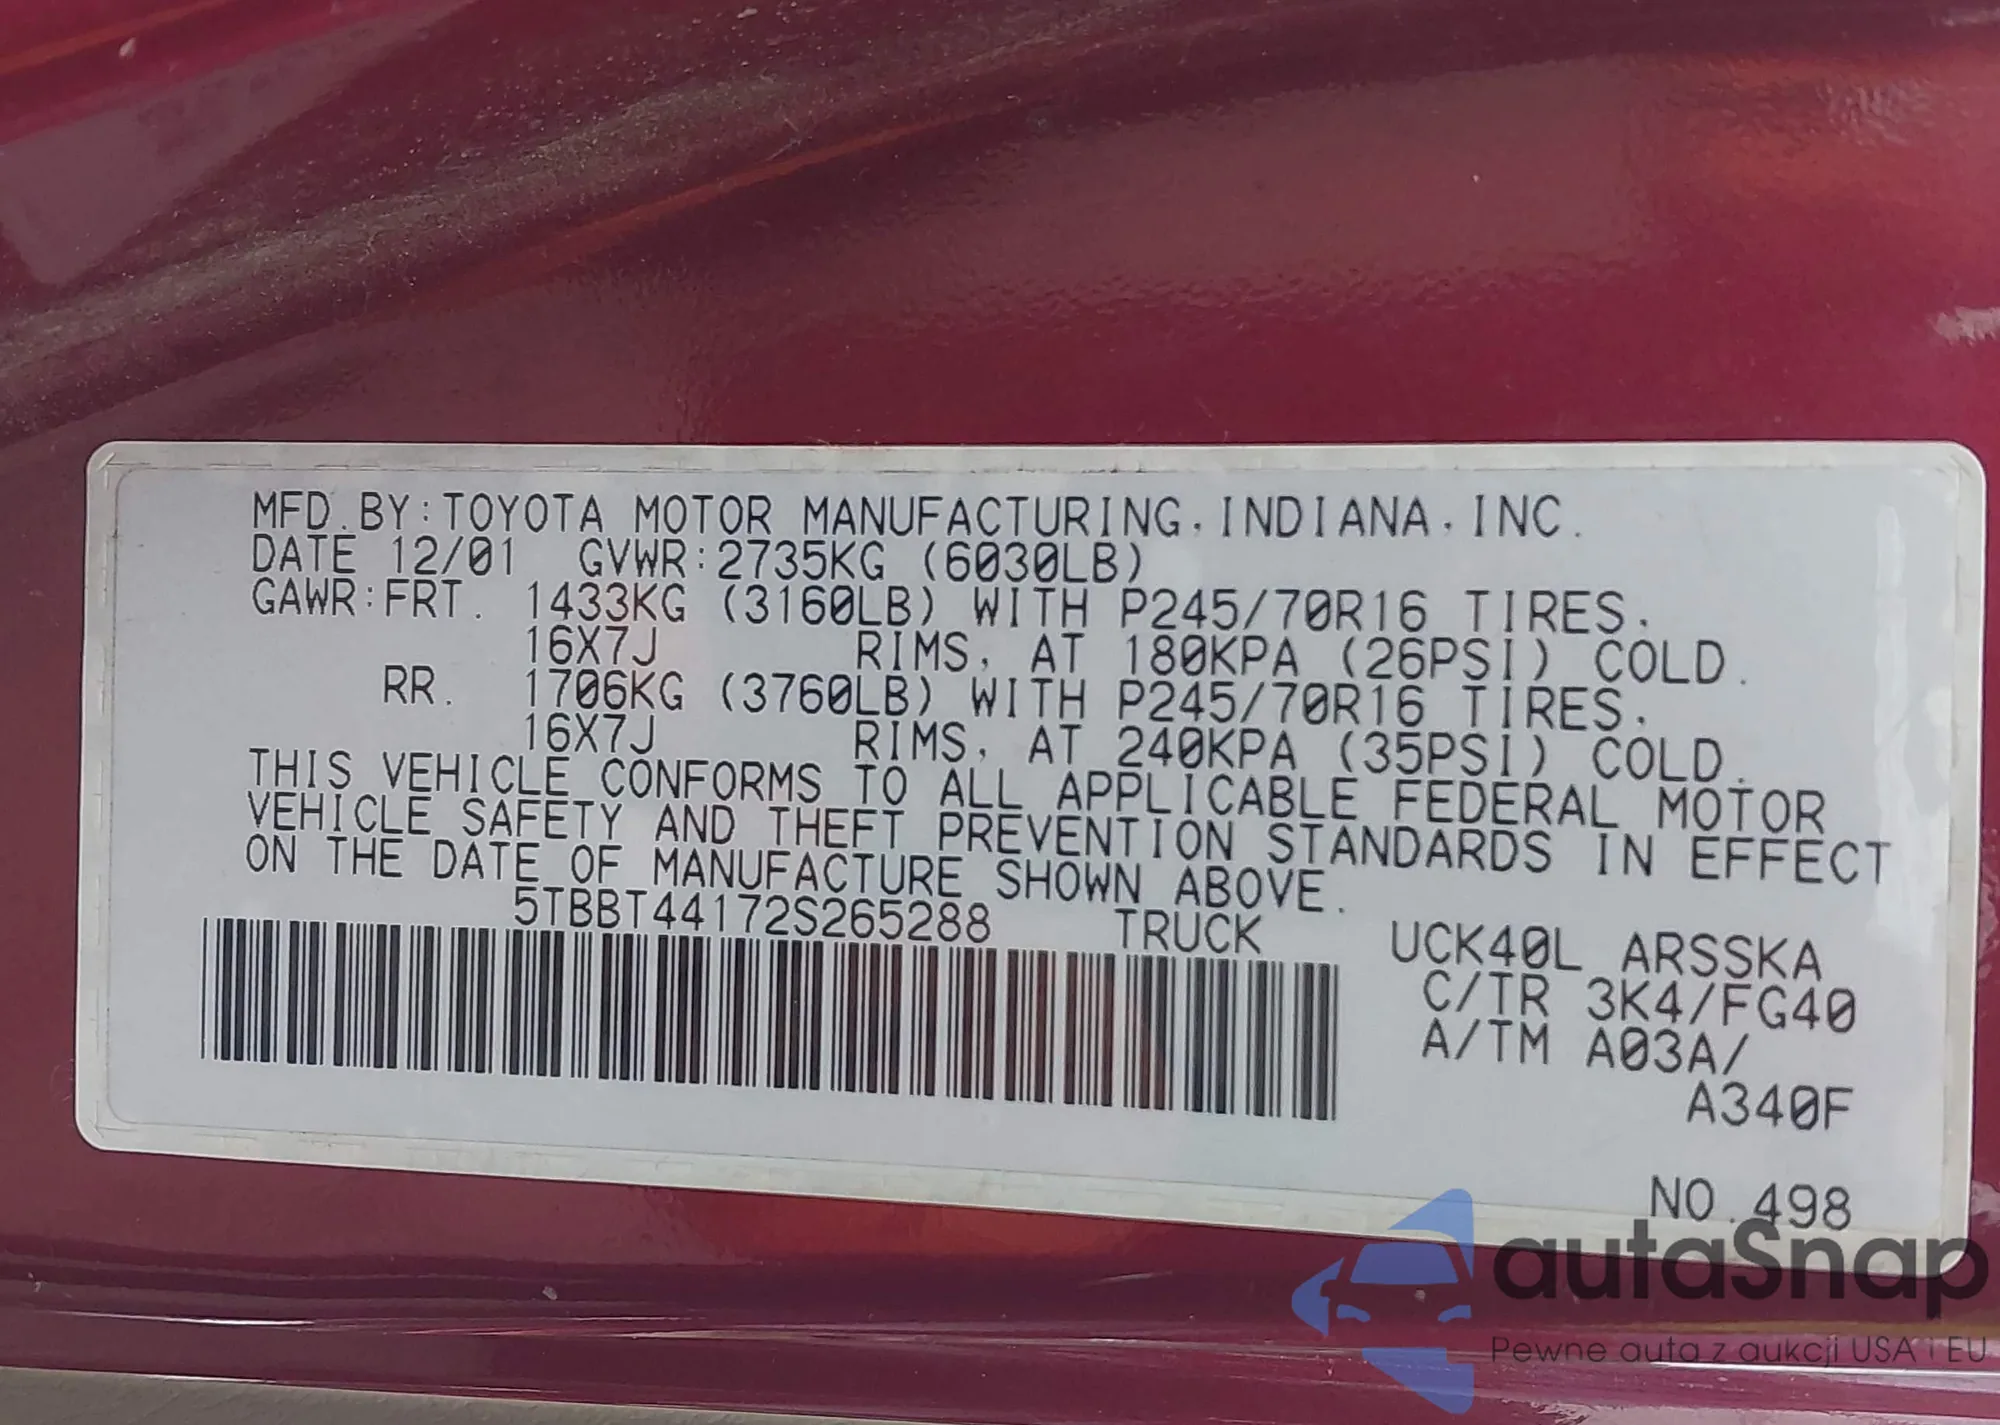 MFD.BY:TOYOTA MOTOR MANUFACTURING,INDIANA,INC.
DATE 12/01 GVWR:2735KG (6030LB)
GAWR:FRT. 1433KG (3160LB) WITH P245/70R16 TIRES.
16X7J RIMS, AT 180KPA (26PSI) COLD.
RR. 1706KG (3760LB) WITH P245/70R16 TIRES.
16X7J RIMS, AT 240KPA (35PSI) COLD.
THIS VEHICLE CONFORMS TO ALL APPLICABLE FEDERAL MOTOR
VEHICLE SAFETY AND THEFT PREVENTION STANDARDS IN EFFECT
ON THE DATE OF MANUFACTURE SHOWN ABOVE.
5TBBT44172S265288 TRUCK UCK40L ARSSKA
C/TR 3K4/FG40
A/TM A03A/
A340F
NO.498
autaSnap
Pewne auta z aukcji USA i EU